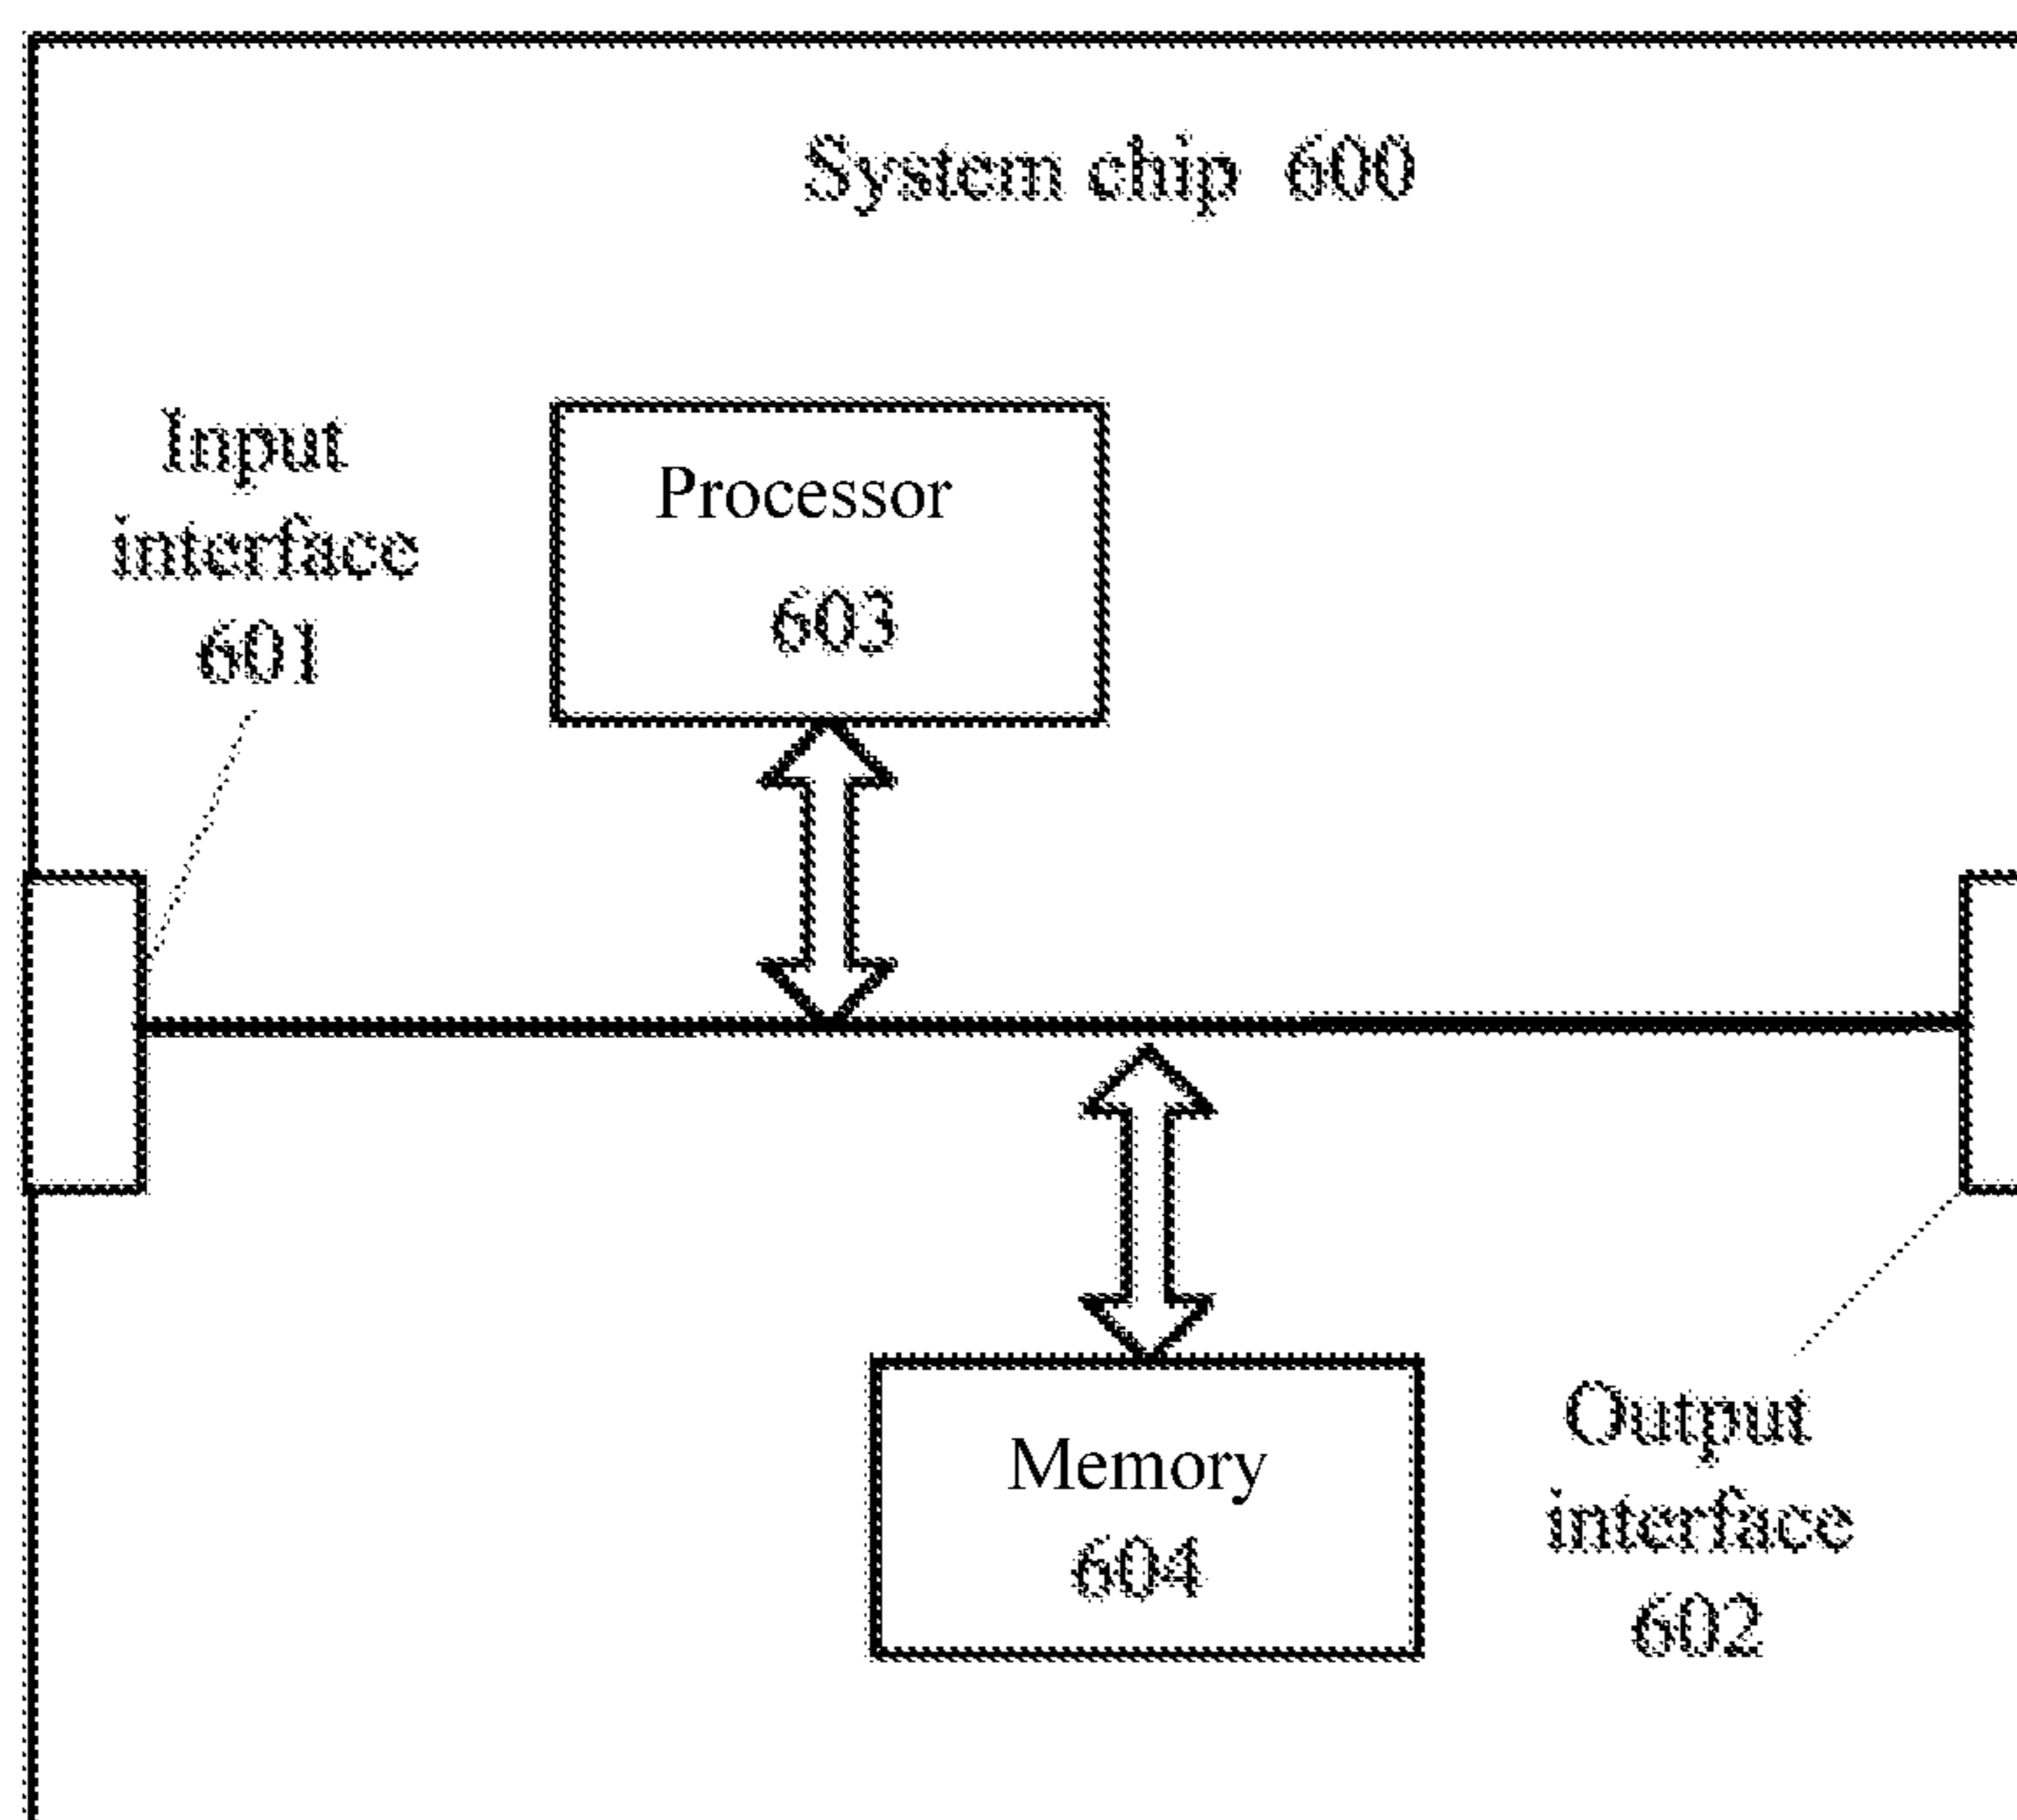 System chip 600
Input
interface
601
Processor
603
Memory
604
Output
interface
602